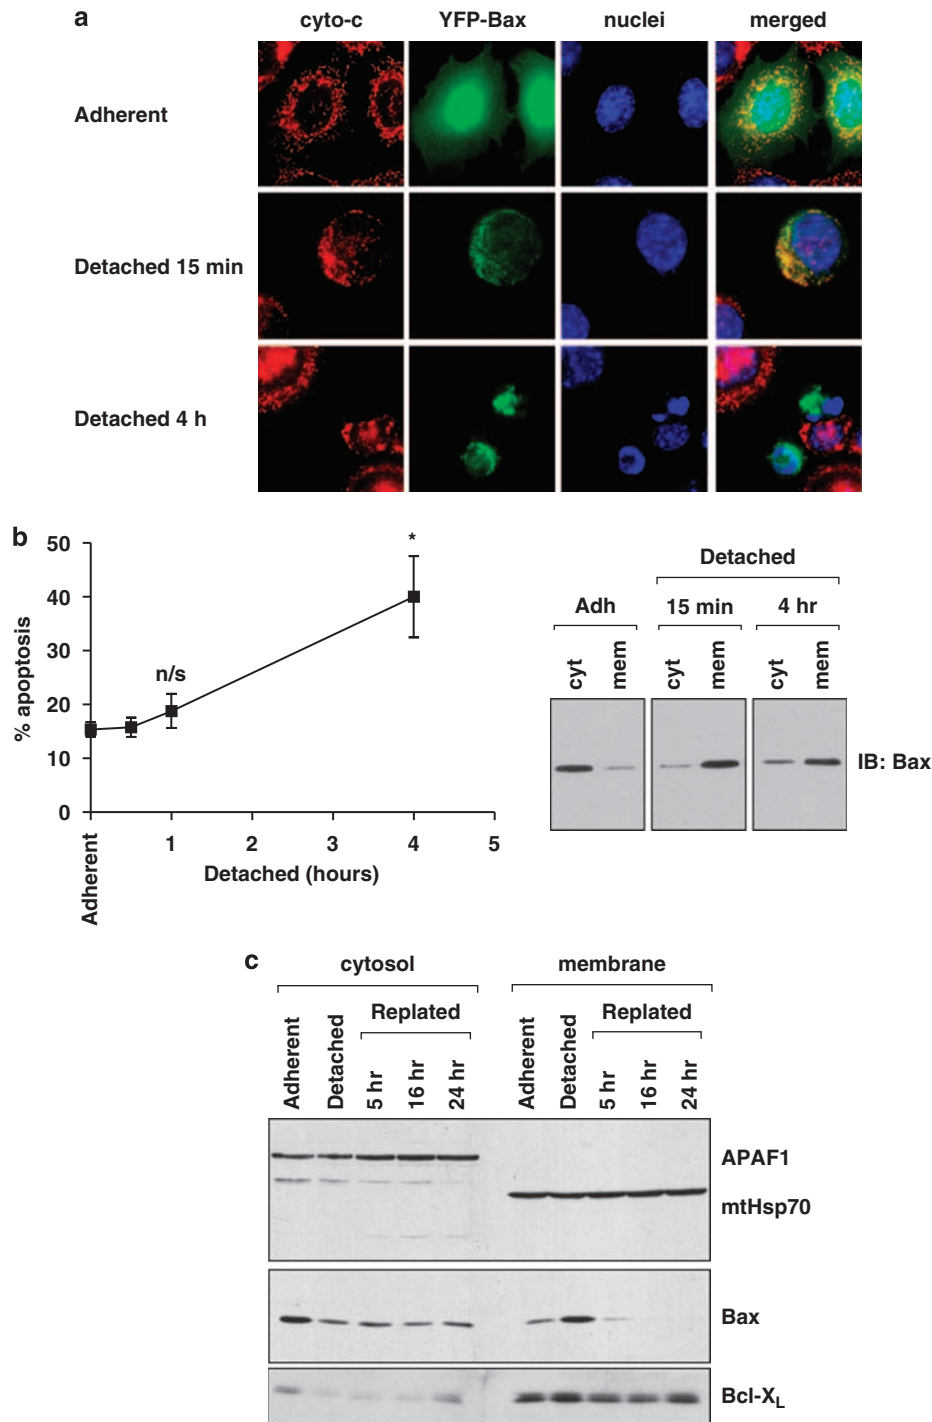 a
cyto-c YFP-Bax nuclei merged
Adherent
Detached 15 min
Detached 4 h
b
% apoptosis
50
40
30
20
10
0
*
n/s
Adherent
1 2 3 4 5
Detached (hours)
Detached
Adh 15 min 4 hr
cyt mem cyt mem cyt mem
IB: Bax
c
cytosol membrane
Replated Replated
Adherent Detached 5 hr 16 hr 24 hr Adherent Detached 5 hr 16 hr 24 hr
APAF1
mtHsp70
Bax
Bcl-XL